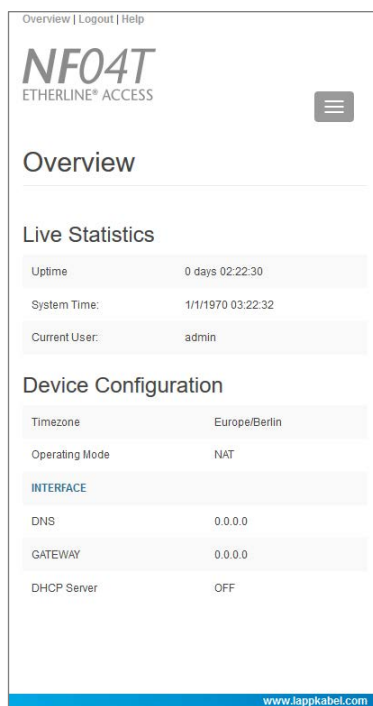 Overview | Logout | Help
NF04T
ETHERLINE® ACCESS
Overview
Live Statistics
Uptime 0 days 02:22:30
System Time: 1/1/1970 03:22:32
Current User: admin
Device Configuration
Timezone Europe/Berlin
Operating Mode NAT
INTERFACE
DNS 0.0.0.0
GATEWAY 0.0.0.0
DHCP Server OFF
www.lappkabel.com